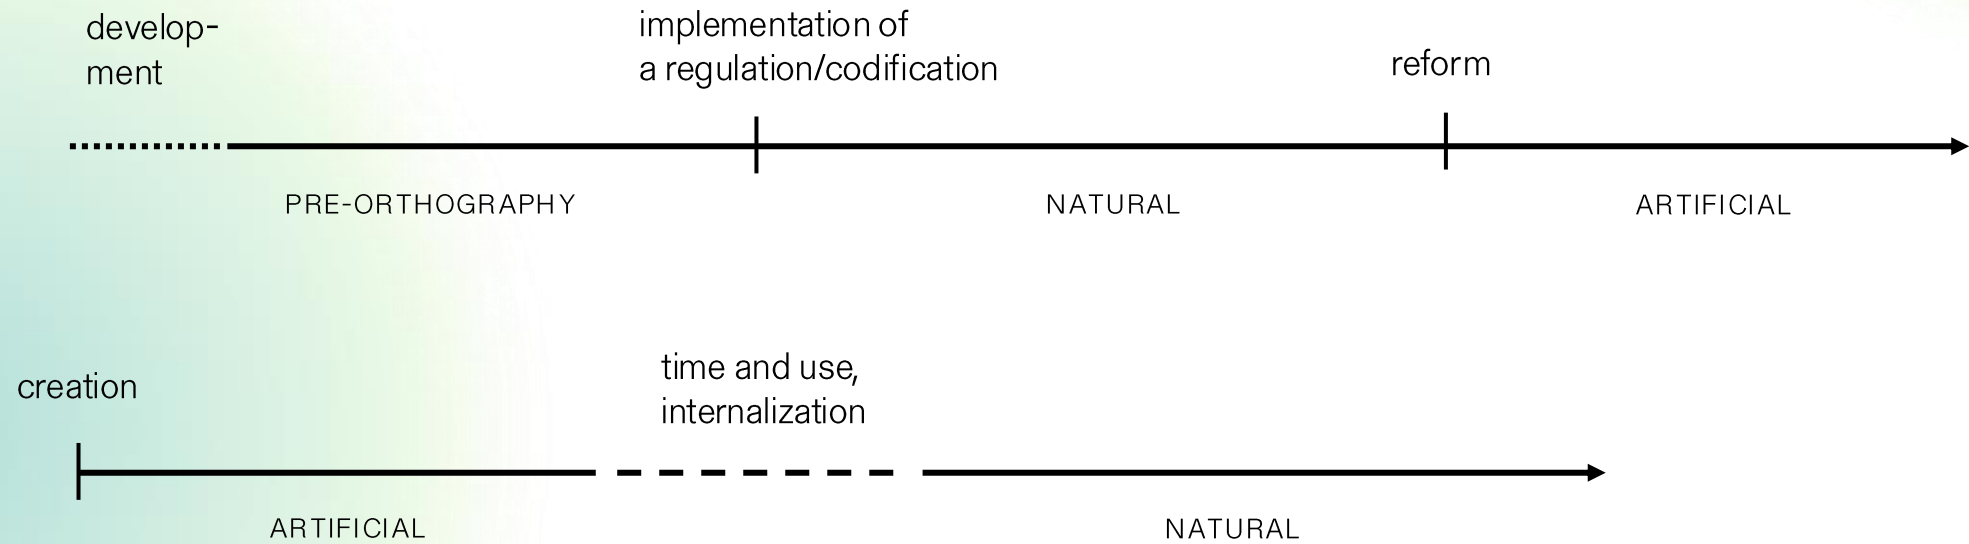 develop-
ment
implementation of
a regulation/codification
reform
PRE-ORTHOGRAPHY
NATURAL
ARTIFICIAL
creation
time and use,
internalization
ARTIFICIAL
NATURAL